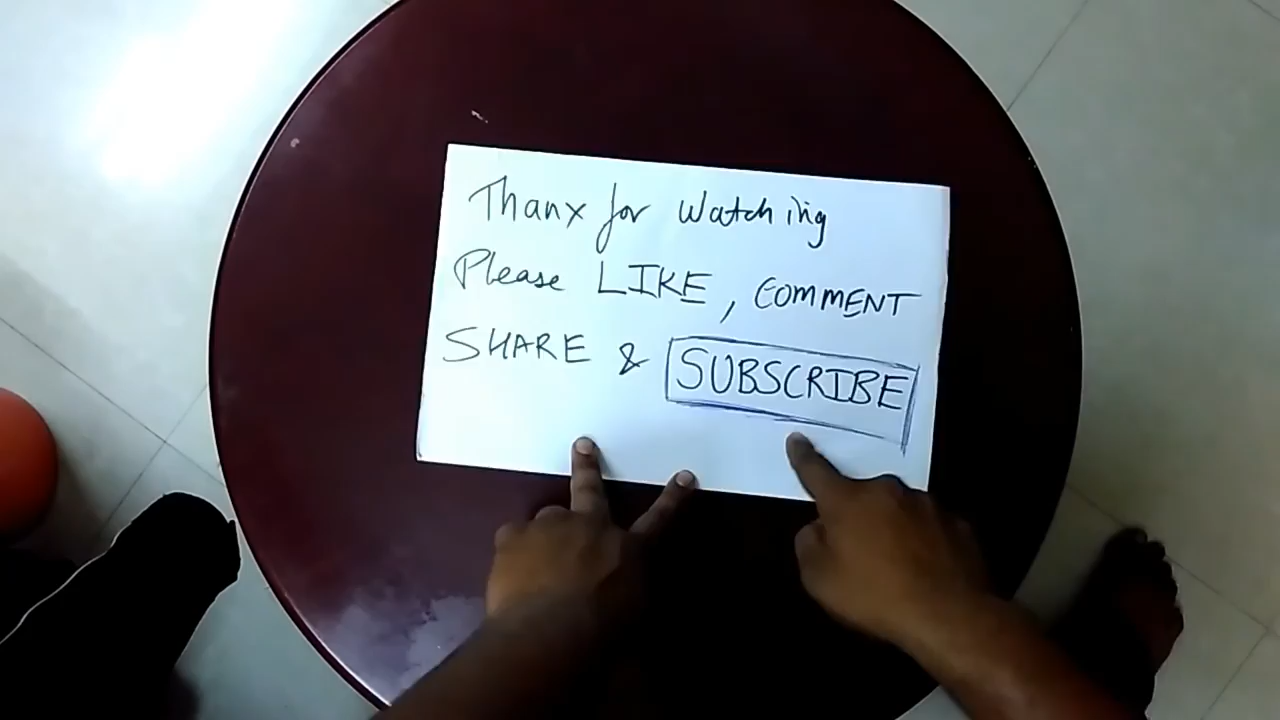 Thanx for watching
Please LIKE, COMMENT
SHARE & SUBSCRIBE